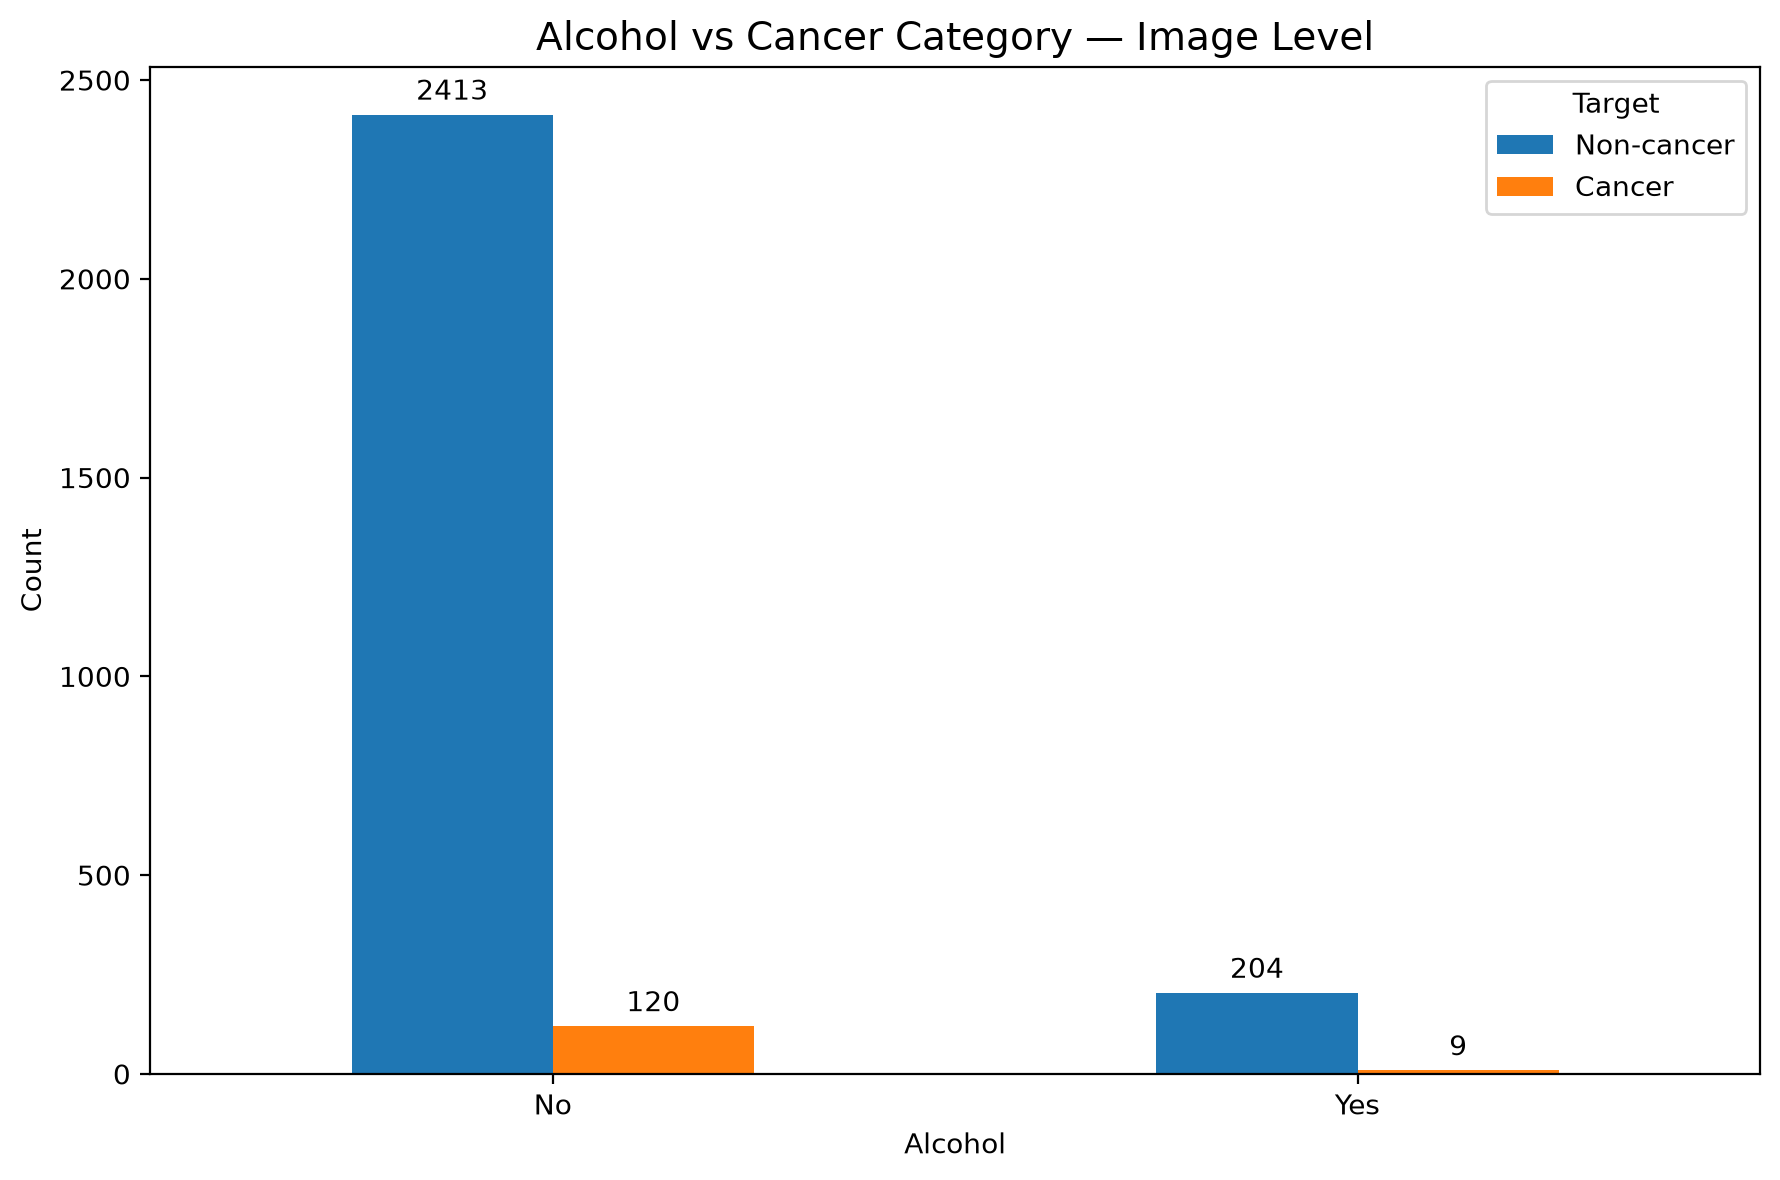 Alcohol vs Cancer Category — Image Level
2500
2000
1500
1000
500
0
Count
2413
120
204
9
Target
Non-cancer
Cancer
No
Yes
Alcohol